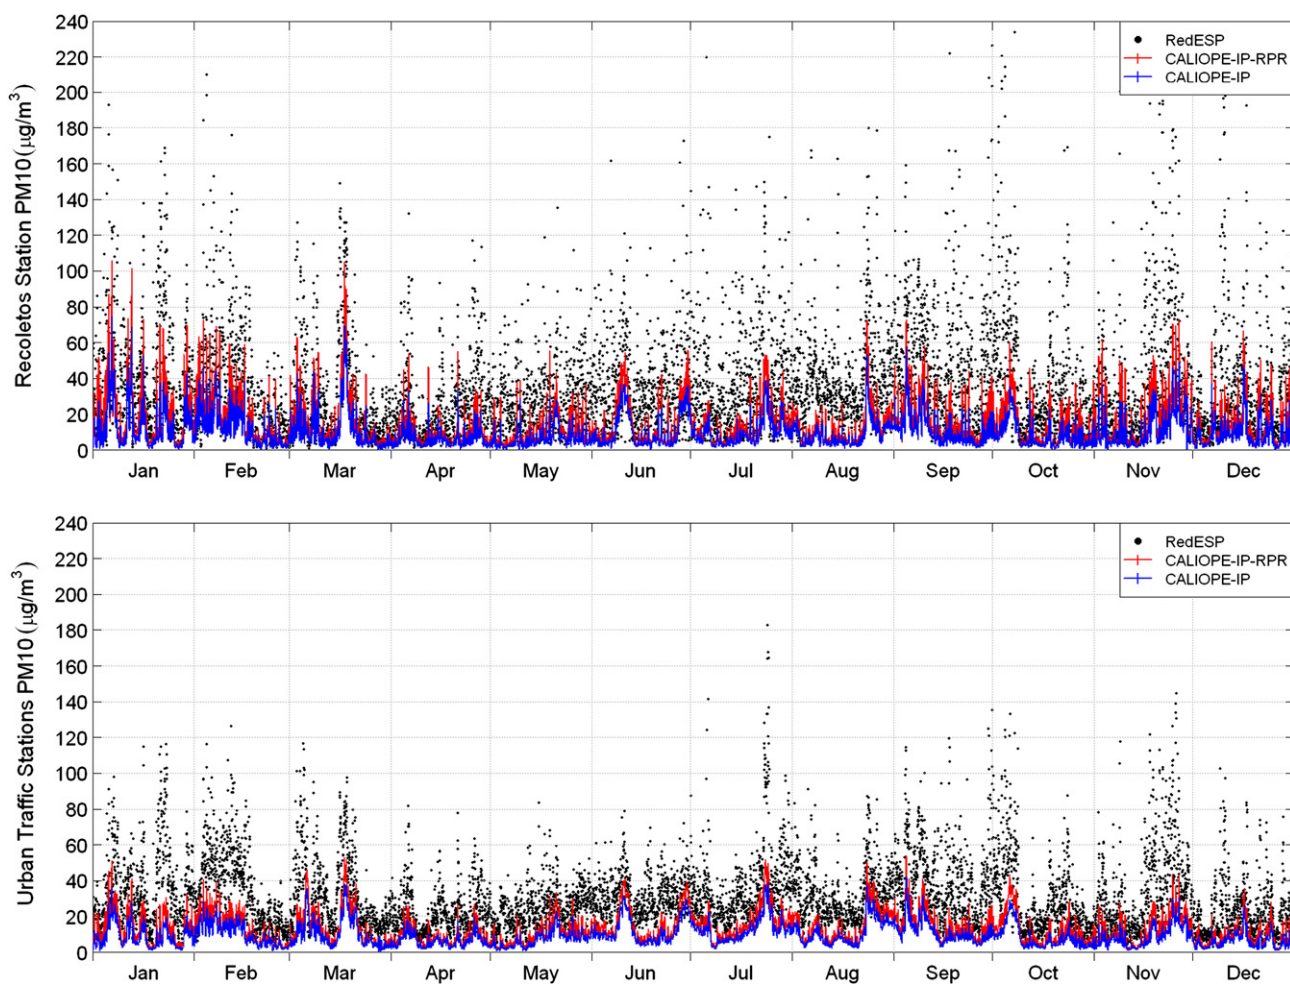 240
220
200
180
160
140
120
100
80
60
40
20
0
Recoletos Station PM10 (μg/m³)
RedESP
CALIOPE-IP-RPR
CALIOPE-IP
Jan Feb Mar Apr May Jun Jul Aug Sep Oct Nov Dec
240
220
200
180
160
140
120
100
80
60
40
20
0
Urban Traffic Stations PM10 (μg/m³)
RedESP
CALIOPE-IP-RPR
CALIOPE-IP
Jan Feb Mar Apr May Jun Jul Aug Sep Oct Nov Dec